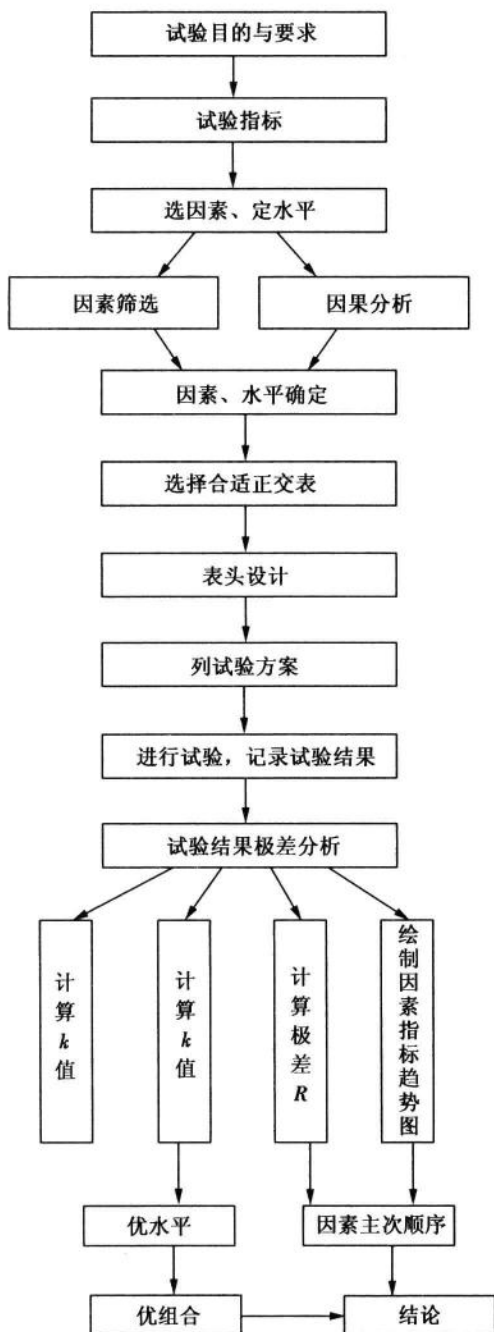 试验目的与要求
试验指标
选因素、定水平
因素筛选
因果分析
因素、水平确定
选择合适正交表
表头设计
列试验方案
进行试验，记录试验结果
试验结果极差分析
计算k值
计算k值
计算极差R
绘制因素指标趋势图
优水平
因素主次顺序
优组合
结论